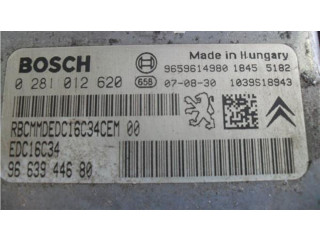 BOSCH
Made in Hungary
9659614980 1845 5182
0 281 012 620
658 07-08-30 1039S18943
RBCMMDEDC16C34CEM 00
EDC16C34
96 639 446 80